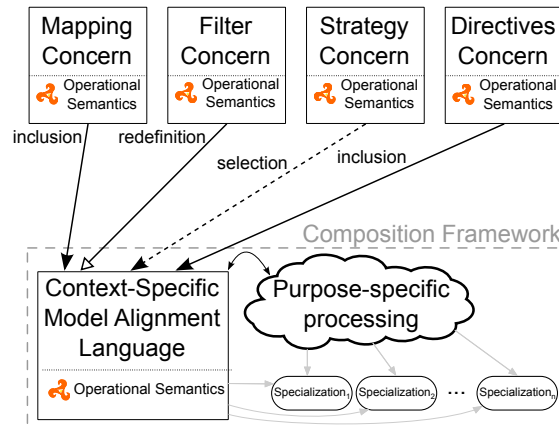 Mapping
Concern
Operational
Semantics
Filter
Concern
Operational
Semantics
Strategy
Concern
Operational
Semantics
Directives
Concern
Operational
Semantics
inclusion
redefinition
selection
inclusion
Composition Framework
Context-Specific
Model Alignment
Language
Operational Semantics
Purpose-specific
processing
Specialization1
Specialization2
...
Specializationn